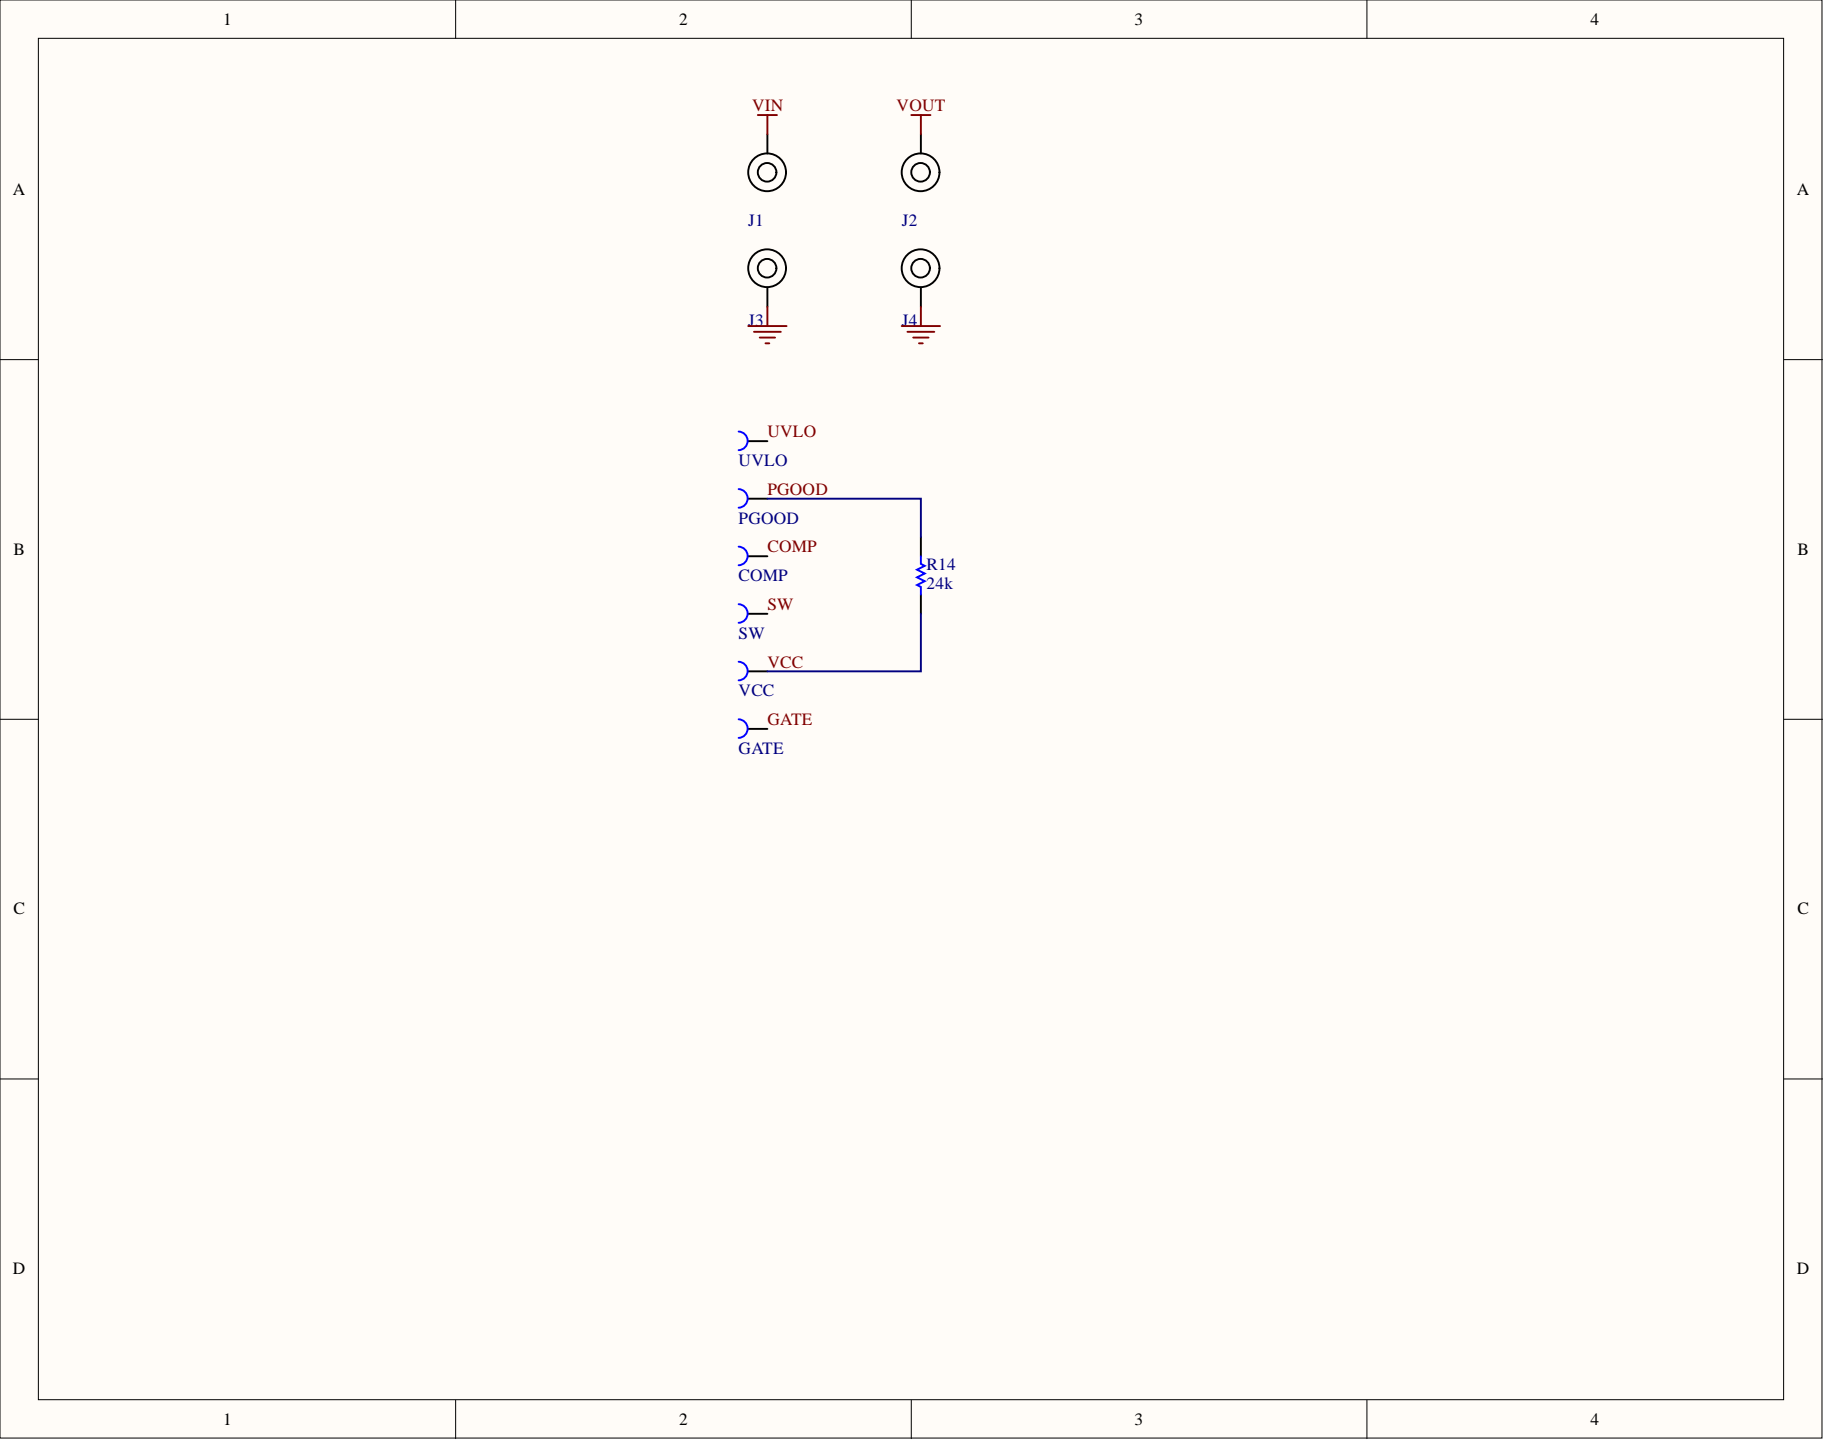 1 2 3 4
VIN VOUT
A A
J1 J2
J3 J4
UVLO
UVLO
PGOOD
PGOOD
B B
COMP
R14
COMP
24k
SW
SW
VCC
VCC
GATE
GATE
C C
D D
1 2 3 4